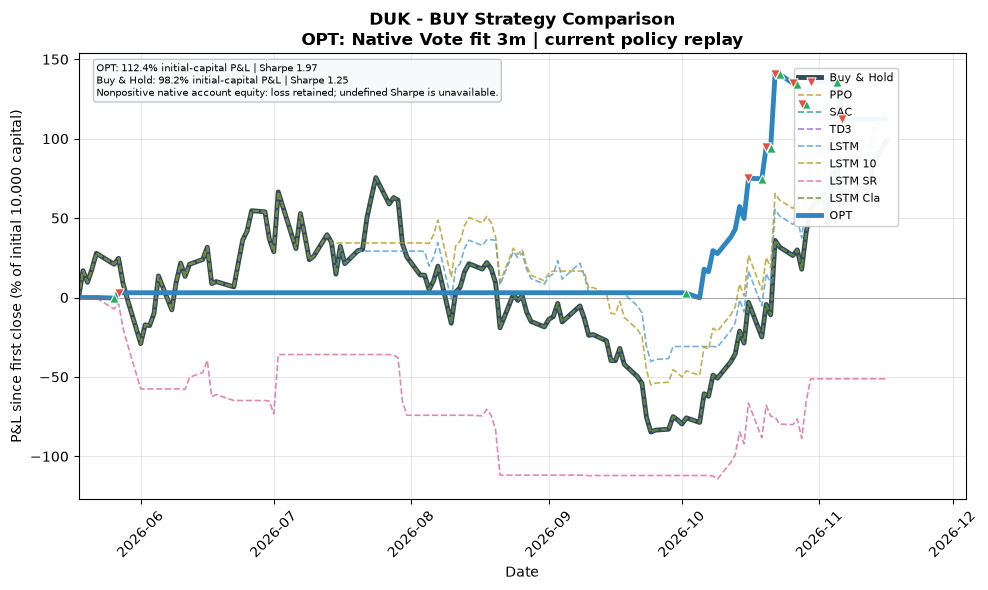 DUK - BUY Strategy Comparison
OPT: Native Vote fit 3m | current policy replay
OPT: 112.4% initial-capital P&L | Sharpe 1.97
Buy & Hold: 98.2% initial-capital P&L | Sharpe 1.25
Nonpositive native account equity: loss retained; undefined Sharpe is unavailable.
Buy & Hold
PPO
SAC
TD3
LSTM
LSTM 10
LSTM SR
LSTM Cla
OPT
P&L since first close (% of initial 10,000 capital)
150
100
50
0
−50
−100
2026-06
2026-07
2026-08
2026-09
2026-10
2026-11
2026-12
Date